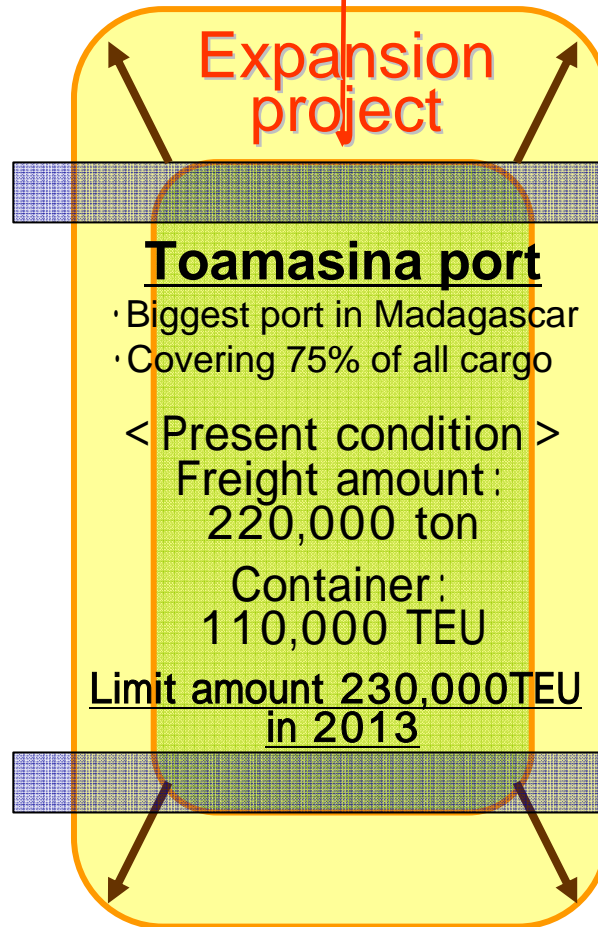 Expansion
project
Toamasina port
・Biggest port in Madagascar
・Covering 75% of all cargo
< Present condition >
Freight amount:
220,000 ton
Container:
110,000 TEU
Limit amount 230,000TEU
in 2013